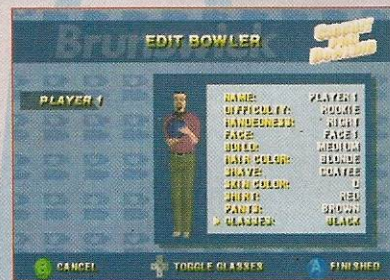 Brunswick
EDIT BOWLER
PLAYER 1
NAME: PLAYER 1
DIFFICULTY: ROOKIE
HANDEDNESS: RIGHT
FACE: FACE 1
BUILD: MEDIUM
HAIR COLOR: BLONDE
SHAVE: GOATEE
SKIN COLOR: 0
SHIRT: RED
PANTS: BROWN
GLASSES: BLACK
CANCEL
TOGGLE GLASSES
A FINISHED